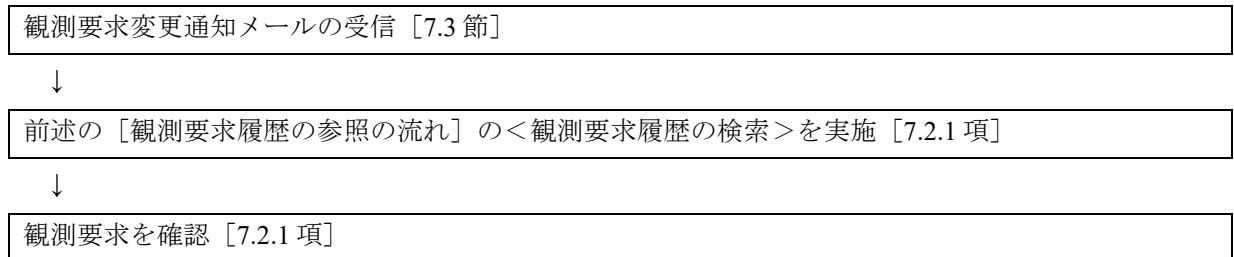 観測要求変更通知メールの受信［7.3 節］
↓
前述の［観測要求履歴の参照の流れ］の＜観測要求履歴の検索＞を実施［7.2.1 項］
↓
観測要求を確認［7.2.1 項］